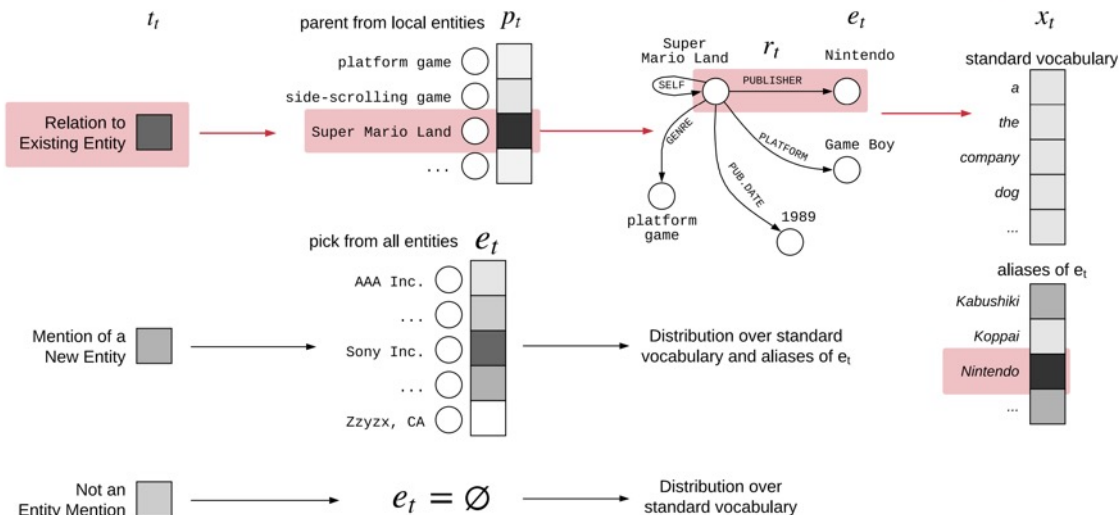 t_t
parent from local entities p_t
platform game
side-scrolling game
Super Mario Land
...
Relation to
Existing Entity
Super
Mario Land
r_t
e_t
Nintendo
SELF
PUBLISHER
GENRE
PLATFORM
PUB.DATE
Game Boy
1989
platform
game
x_t
standard vocabulary
a
the
company
dog
...
aliases of e_t
Kabushiki
Koppai
Nintendo
...
Mention of a
New Entity
pick from all entities e_t
AAA Inc.
...
Sony Inc.
...
Zzyzx, CA
Distribution over standard
vocabulary and aliases of e_t
Not an
Entity Mention
e_t = ∅
Distribution over
standard vocabulary